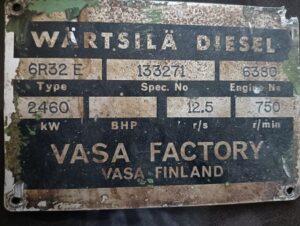 WÄRTSILÄ DIESEL
6R32 E 133271 6390
Type Spec. No Engine No
2460 12.5 750
kW BHP r/s r/min
VASA FACTORY
VASA FINLAND